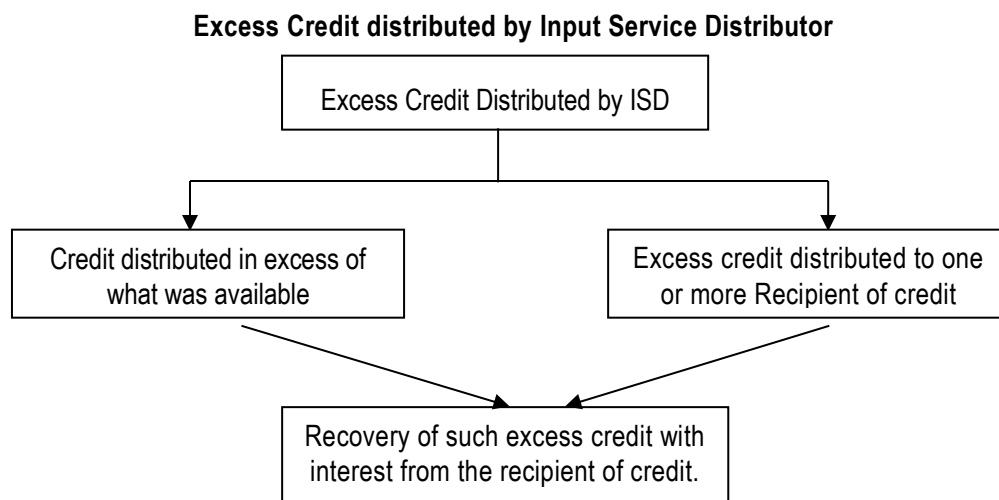 Excess Credit distributed by Input Service Distributor
Excess Credit Distributed by ISD
Credit distributed in excess of
what was available
Excess credit distributed to one
or more Recipient of credit
Recovery of such excess credit with
interest from the recipient of credit.